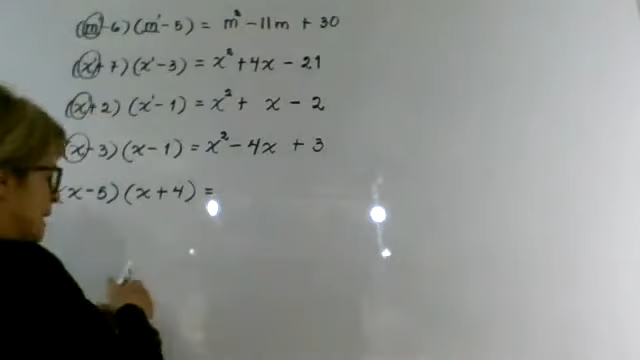 (m-6)(m-5) = m² - 11m + 30
(x+7)(x-3) = x² + 4x - 21
(x+2)(x-1) = x² + x - 2
(x-3)(x-1) = x² - 4x + 3
(x-5)(x+4) =